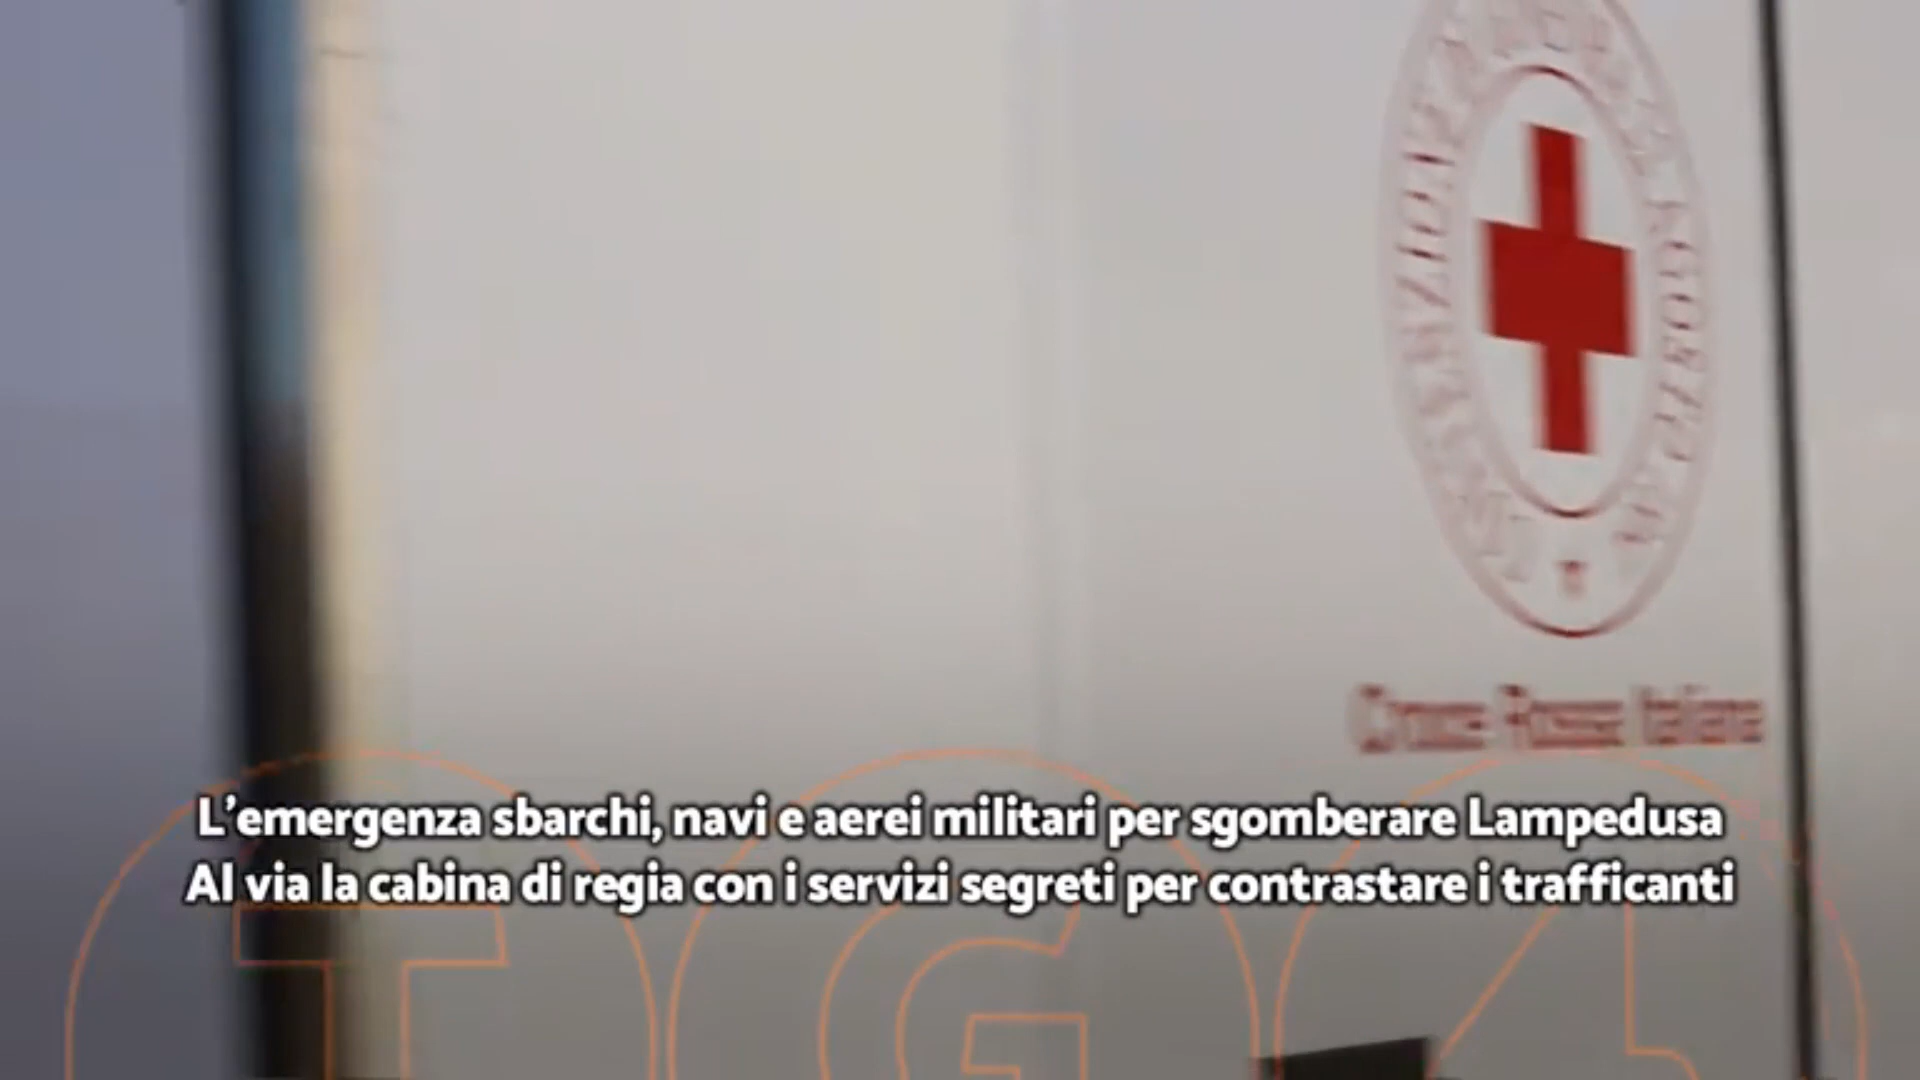 Croce Rossa Italiana
L'emergenza sbarchi, navi e aerei militari per sgomberare Lampedusa
Al via la cabina di regia con i servizi segreti per contrastare i trafficanti
TG4